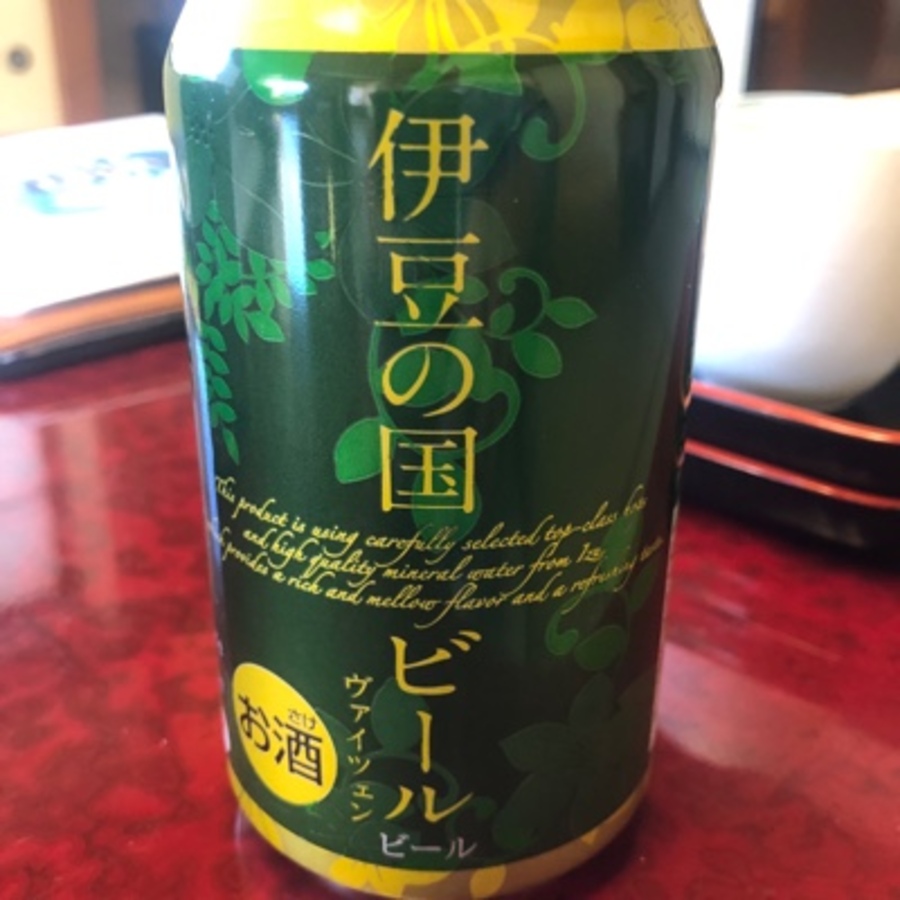 伊豆の国
This product is using carefully selected top-class hops
and high quality mineral water from Izu
provides a rich and mellow flavor and a refreshing
ビール
ヴァイツェン
お酒
さけ
ビール